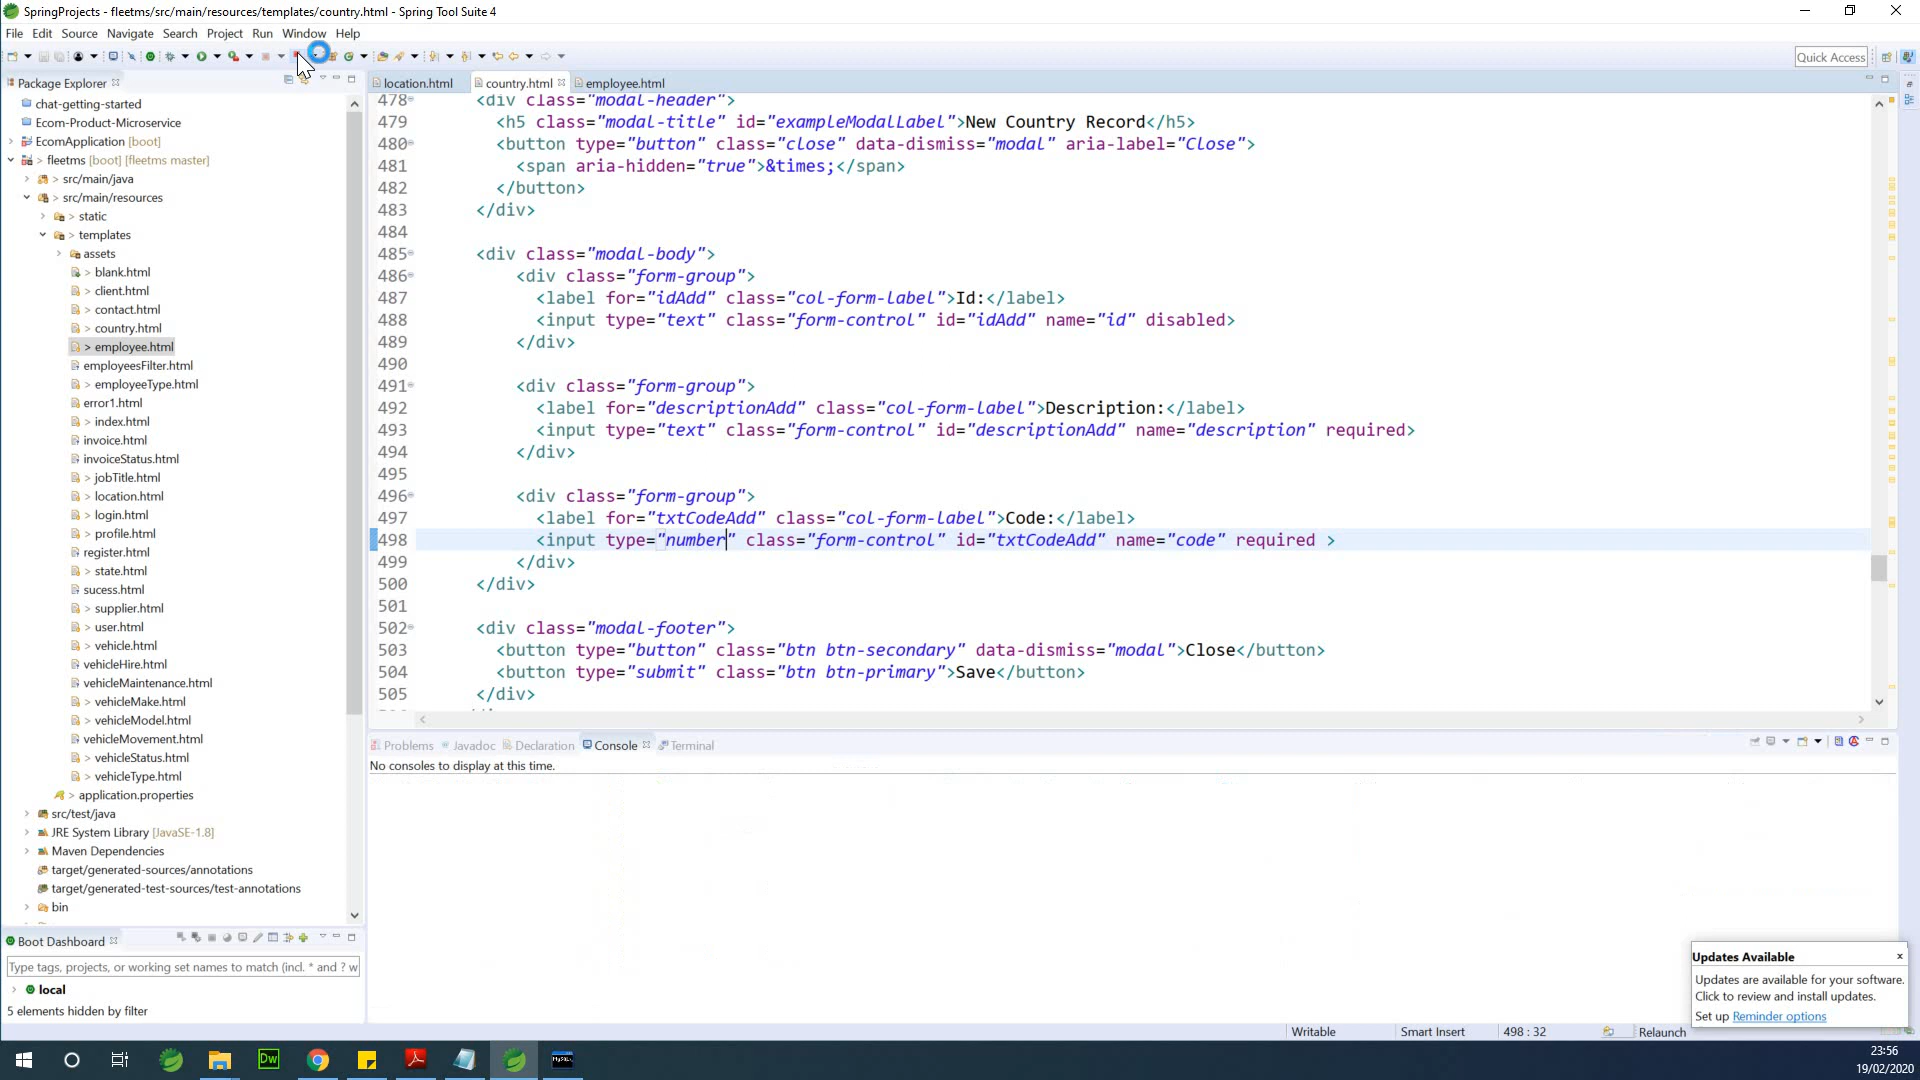 SpringProjects - fleetms/src/main/resources/templates/country.html - Spring Tool Suite 4
File Edit Source Navigate Search Project Run Window Help
Quick Access
Package Explorer
chat-getting-started
Ecom-Product-Microservice
EcomApplication [boot]
> fleetms [boot] [fleetms master]
> src/main/java
> src/main/resources
> static
> templates
assets
> blank.html
> client.html
> contact.html
> country.html
> employee.html
employeesFilter.html
> employeeType.html
error1.html
> index.html
invoice.html
invoiceStatus.html
> jobTitle.html
> location.html
> login.html
> profile.html
register.html
> state.html
sucess.html
> supplier.html
> user.html
> vehicle.html
vehicleHire.html
vehicleMaintenance.html
> vehicleMake.html
> vehicleModel.html
vehicleMovement.html
> vehicleStatus.html
> vehicleType.html
> application.properties
src/test/java
JRE System Library [JavaSE-1.8]
Maven Dependencies
target/generated-sources/annotations
target/generated-test-sources/test-annotations
bin
Boot Dashboard
Type tags, projects, or working set names to match (incl. * and ? w
local
5 elements hidden by filter
location.html country.html employee.html
478 <div class="modal-header">
479 <h5 class="modal-title" id="exampleModalLabel">New Country Record</h5>
480 <button type="button" class="close" data-dismiss="modal" aria-label="Close">
481 <span aria-hidden="true">&times;</span>
482 </button>
483 </div>
484
485 <div class="modal-body">
486 <div class="form-group">
487 <label for="idAdd" class="col-form-label">Id:</label>
488 <input type="text" class="form-control" id="idAdd" name="id" disabled>
489 </div>
490
491 <div class="form-group">
492 <label for="descriptionAdd" class="col-form-label">Description:</label>
493 <input type="text" class="form-control" id="descriptionAdd" name="description" required>
494 </div>
495
496 <div class="form-group">
497 <label for="txtCodeAdd" class="col-form-label">Code:</label>
498 <input type="number" class="form-control" id="txtCodeAdd" name="code" required >
499 </div>
500 </div>
501
502 <div class="modal-footer">
503 <button type="button" class="btn btn-secondary" data-dismiss="modal">Close</button>
504 <button type="submit" class="btn btn-primary">Save</button>
505 </div>
Problems Javadoc Declaration Console Terminal
No consoles to display at this time.
Updates Available
Updates are available for your software.
Click to review and install updates.
Set up Reminder options
Writable Smart Insert 498 : 32 Relaunch
Dw
23:56
19/02/2020